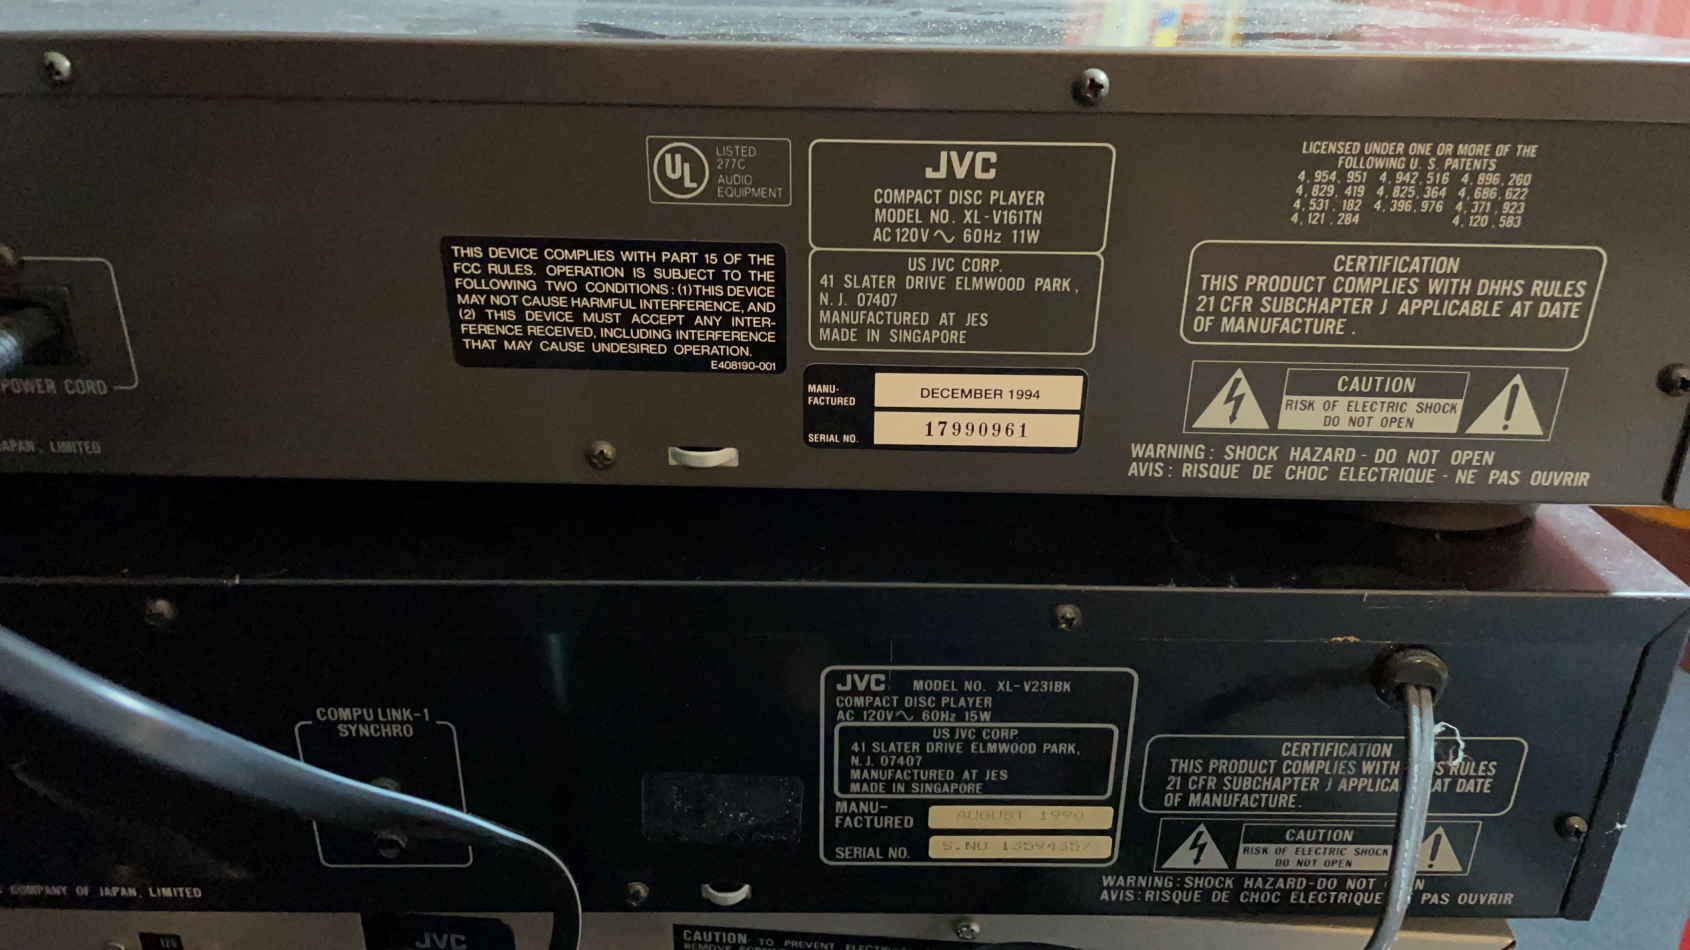 UL
LISTED
277C
AUDIO
EQUIPMENT
JVC
COMPACT DISC PLAYER
MODEL NO. XL-V161TN
AC 120V ~ 60Hz 11W
US JVC CORP.
41 SLATER DRIVE ELMWOOD PARK,
N.J. 07407
MANUFACTURED AT JES
MADE IN SINGAPORE
LICENSED UNDER ONE OR MORE OF THE
FOLLOWING U. S. PATENTS
4,954,951 4,942,516 4,896,260
4,829,419 4,825,364 4,686,622
4,531,182 4,396,976 4,371,923
4,121,284 4,120,583
THIS DEVICE COMPLIES WITH PART 15 OF THE
FCC RULES. OPERATION IS SUBJECT TO THE
FOLLOWING TWO CONDITIONS: (1) THIS DEVICE
MAY NOT CAUSE HARMFUL INTERFERENCE, AND
(2) THIS DEVICE MUST ACCEPT ANY INTER-
FERENCE RECEIVED, INCLUDING INTERFERENCE
THAT MAY CAUSE UNDESIRED OPERATION.
E408190-001
CERTIFICATION
THIS PRODUCT COMPLIES WITH DHHS RULES
21 CFR SUBCHAPTER J APPLICABLE AT DATE
OF MANUFACTURE.
POWER CORD
JAPAN, LIMITED
MANU-
FACTURED
DECEMBER 1994
SERIAL NO.
17990961
CAUTION
RISK OF ELECTRIC SHOCK
DO NOT OPEN
WARNING: SHOCK HAZARD - DO NOT OPEN
AVIS: RISQUE DE CHOC ELECTRIQUE - NE PAS OUVRIR
COMPU LINK-1
SYNCHRO
JVC MODEL NO. XL-V231BK
COMPACT DISC PLAYER
AC 120V ~ 60Hz 15W
US JVC CORP.
41 SLATER DRIVE ELMWOOD PARK,
N.J. 07407
MANUFACTURED AT JES
MADE IN SINGAPORE
MANU-
FACTURED
AUGUST 1990
SERIAL NO.
S.NO 13594357
CERTIFICATION
THIS PRODUCT COMPLIES WITH RULES
21 CFR SUBCHAPTER J APPLICA AT DATE
OF MANUFACTURE.
CAUTION
RISK OF ELECTRIC SHOCK
DO NOT OPEN
WARNING: SHOCK HAZARD-DO NOT N
AVIS: RISQUE DE CHOC ELECTRIQUE PAS OUVRIR
COMPANY OF JAPAN, LIMITED
120
JVC
CAUTION: TO PREVENT